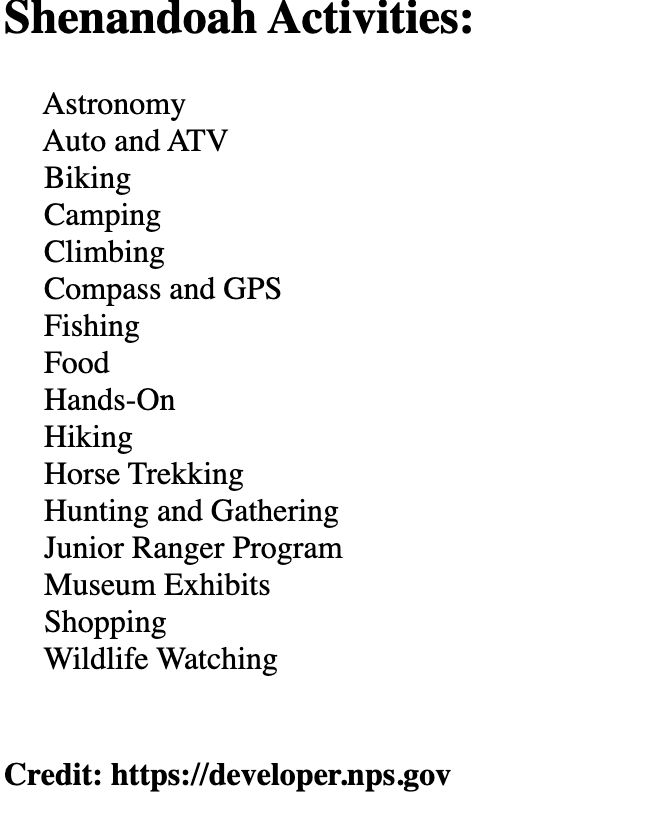 Shenandoah Activities:
Astronomy
Auto and ATV
Biking
Camping
Climbing
Compass and GPS
Fishing
Food
Hands-On
Hiking
Horse Trekking
Hunting and Gathering
Junior Ranger Program
Museum Exhibits
Shopping
Wildlife Watching
Credit: https://developer.nps.gov